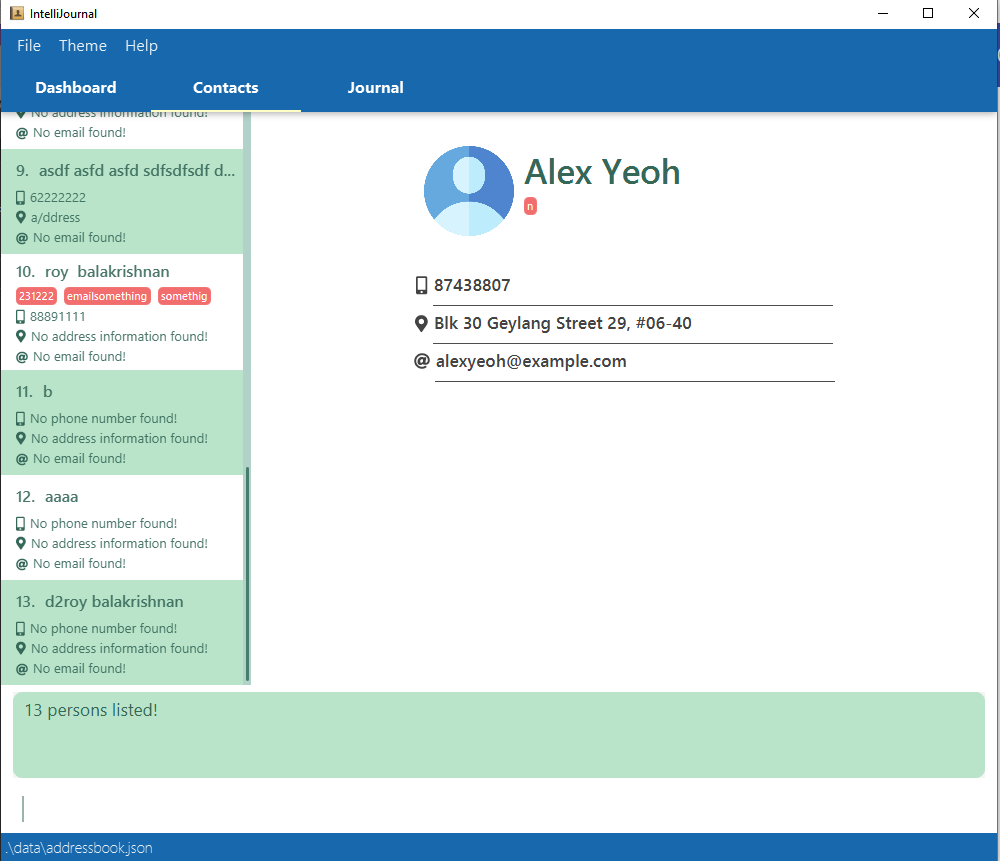 IntelliJournal
File Theme Help
Dashboard Contacts Journal
No address information found!
@ No email found!
9. asdf asfd asfd sdfsdfsdf d...
62222222
a/ddress
@ No email found!
10. roy balakrishnan
231222 emailsomething somethig
88891111
No address information found!
@ No email found!
11. b
No phone number found!
No address information found!
@ No email found!
12. aaaa
No phone number found!
No address information found!
@ No email found!
13. d2roy balakrishnan
No phone number found!
No address information found!
@ No email found!
Alex Yeoh
n
87438807
Blk 30 Geylang Street 29, #06-40
@ alexyeoh@example.com
13 persons listed!
.\data\addressbook.json